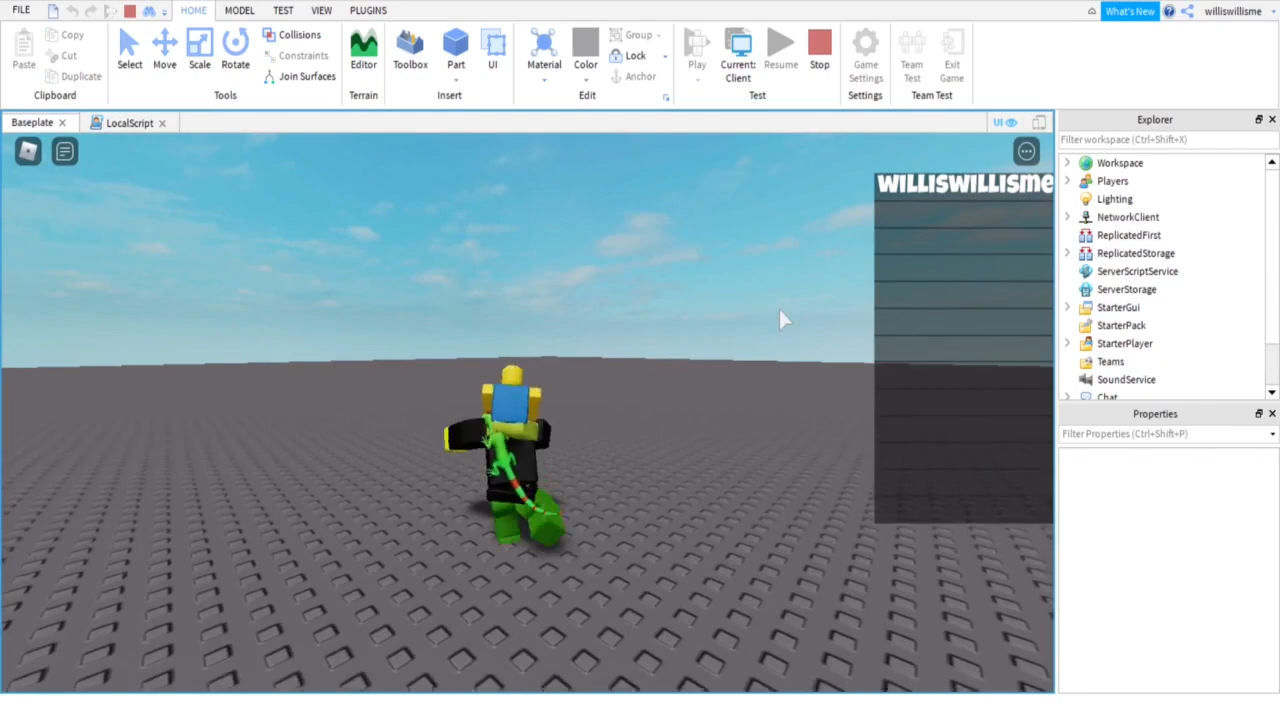 FILE HOME MODEL TEST VIEW PLUGINS What's New williswillisme
Paste Copy Cut Duplicate Clipboard
Select Move Scale Rotate Collisions Constraints Join Surfaces Tools
Editor Terrain
Toolbox Part UI Insert
Material Color Group Lock Anchor Edit
Play Current: Client Resume Stop Test
Game Settings Settings
Team Test Exit Game Team Test
Baseplate LocalScript UI
WILLISWILLISME
Explorer
Filter workspace (Ctrl+Shift+X)
Workspace
Players
Lighting
NetworkClient
ReplicatedFirst
ReplicatedStorage
ServerScriptService
ServerStorage
StarterGui
StarterPack
StarterPlayer
Teams
SoundService
Chat
Properties
Filter Properties (Ctrl+Shift+P)